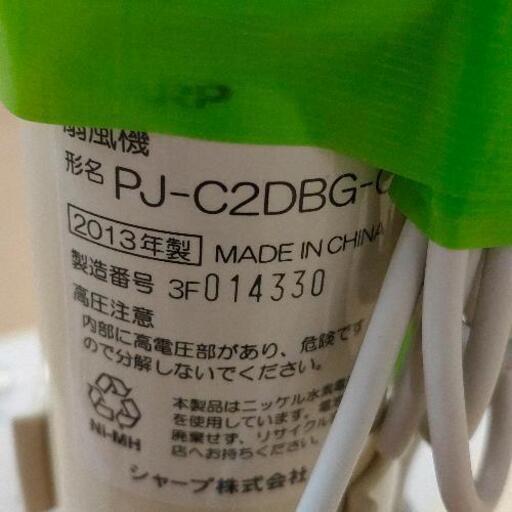 RP
扇風機
形名 PJ-C2DBG-
2013年製 MADE IN CHINA
製造番号 3F014330
高圧注意
内部に高電圧部があり、危険です
ので分解しないでください。
Ni-MH
本製品はニッケル水素電
を使用しています。電
廃棄せず、リサイクル
店へお持ちください。
シャープ株式会社